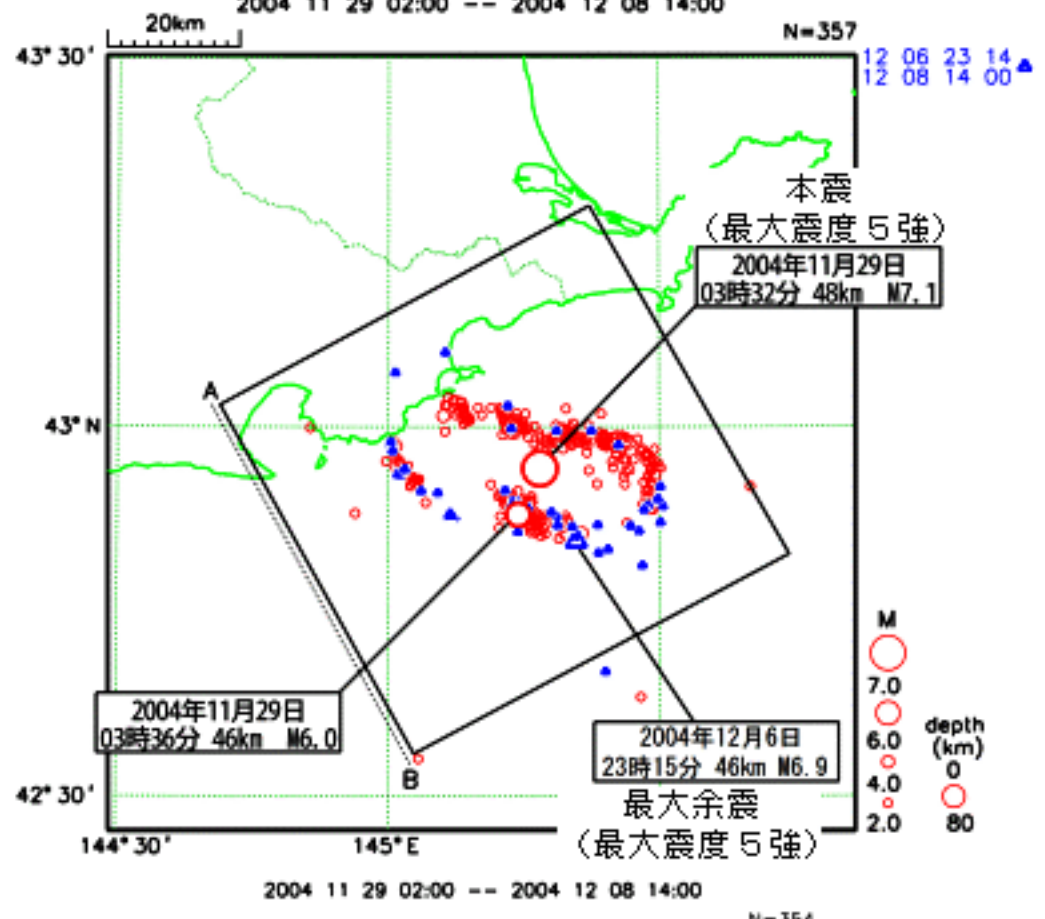 2004 11 29 02:00 -- 2004 12 08 14:00
20km
N=357
43°30'
12 06 23 14
12 08 14 00
本震
（最大震度５強）
2004年11月29日
03時32分 48km M7.1
A
43°N
M
7.0
6.0
4.0
2.0
depth
(km)
0
80
2004年11月29日
03時36分 46km M6.0
2004年12月6日
23時15分 46km M6.9
B
最大余震
（最大震度５強）
42°30'
144°30'
145°E
2004 11 29 02:00 -- 2004 12 08 14:00
N=354